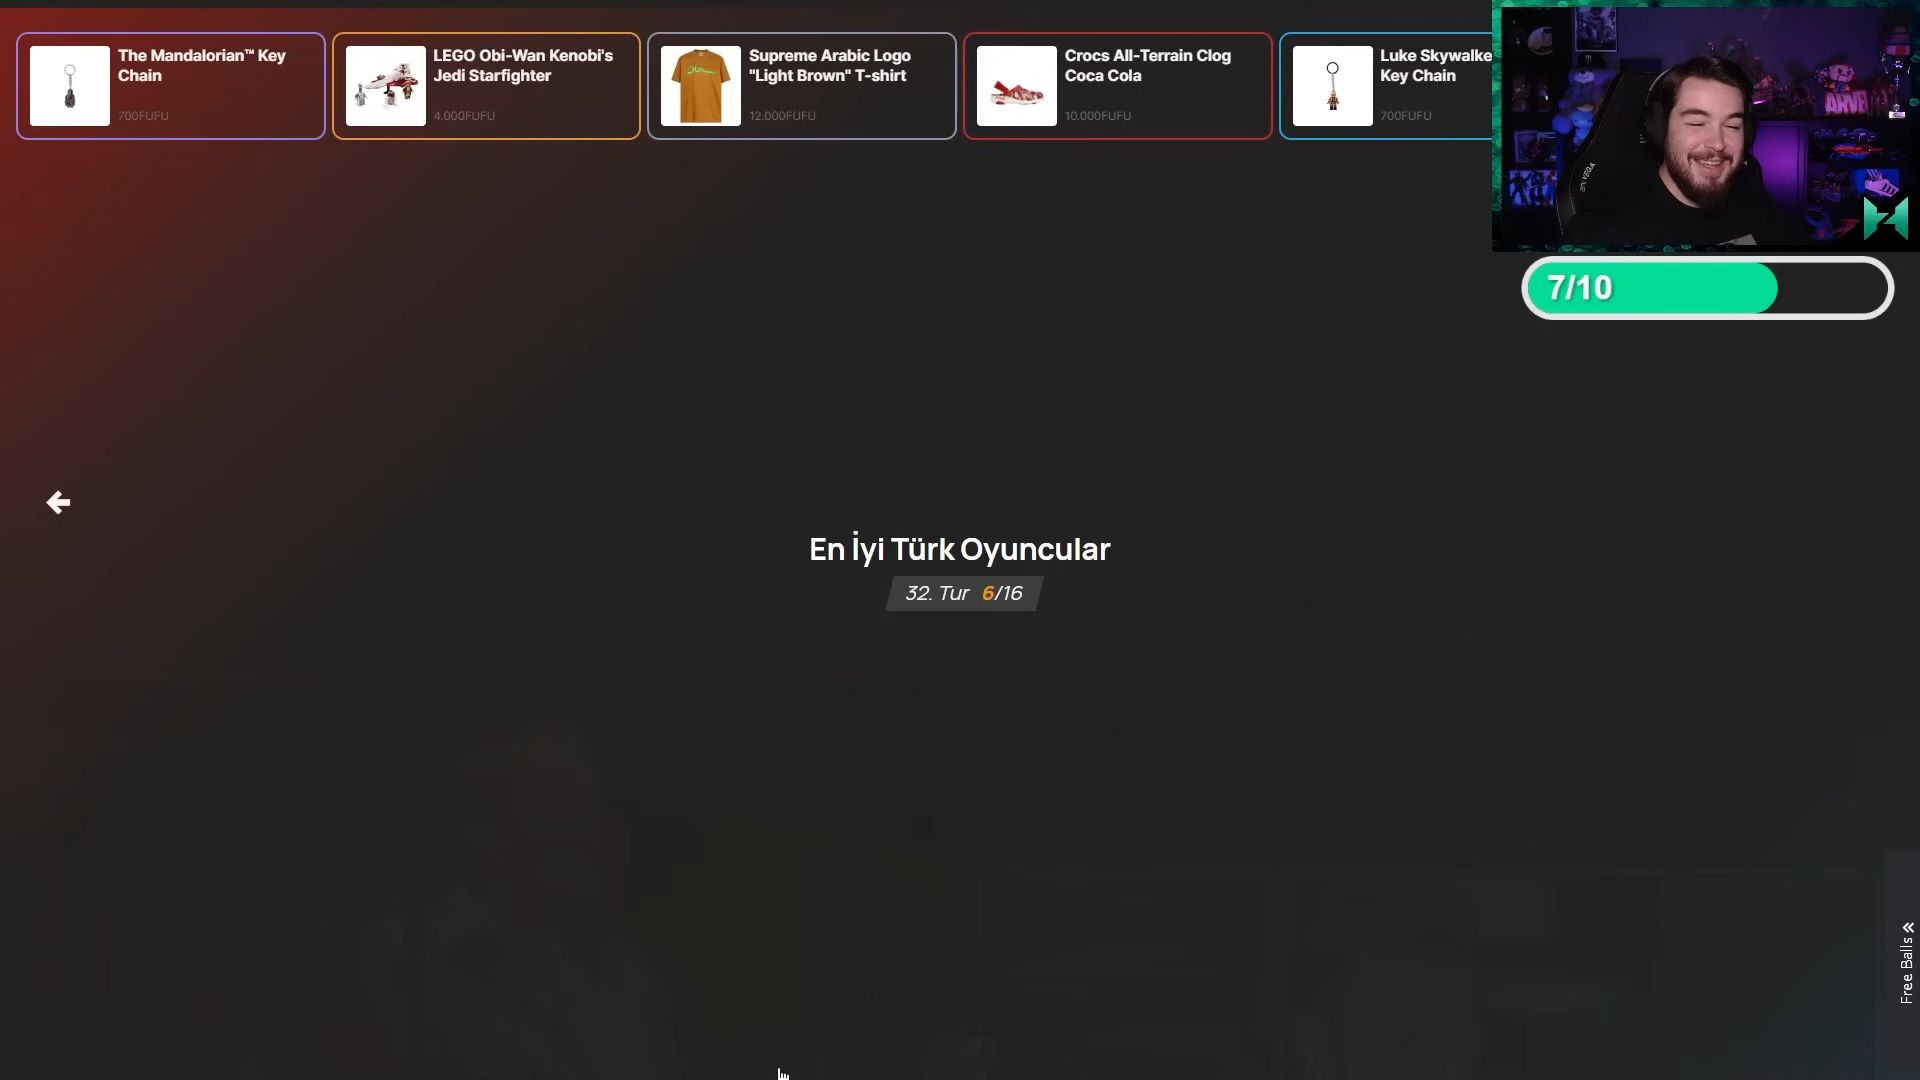 The Mandalorian™ Key
Chain
700FUFU
LEGO Obi-Wan Kenobi's
Jedi Starfighter
4.000FUFU
Supreme Arabic Logo
"Light Brown" T-shirt
12.000FUFU
Crocs All-Terrain Clog
Coca Cola
10.000FUFU
Luke Skywalke
Key Chain
700FUFU
7/10
En İyi Türk Oyuncular
32. Tur 6/16
Free Balls